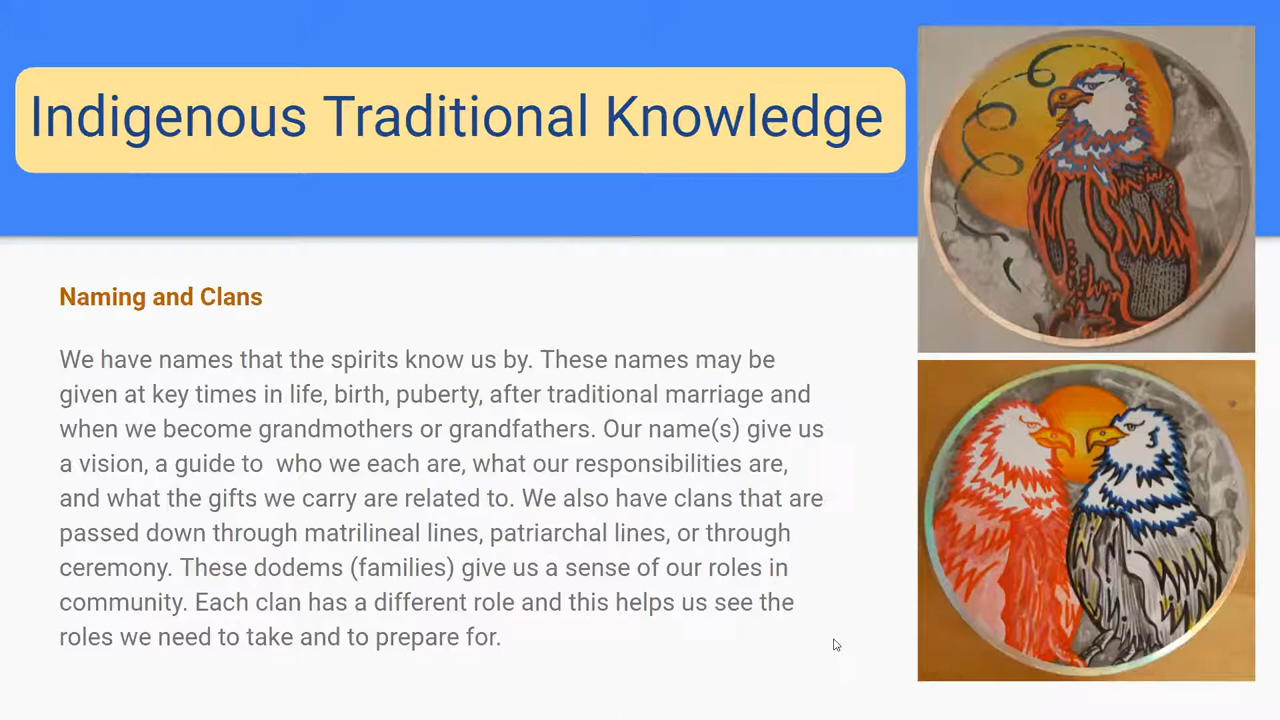 Indigenous Traditional Knowledge
Naming and Clans
We have names that the spirits know us by. These names may be
given at key times in life, birth, puberty, after traditional marriage and
when we become grandmothers or grandfathers. Our name(s) give us
a vision, a guide to  who we each are, what our responsibilities are,
and what the gifts we carry are related to. We also have clans that are
passed down through matrilineal lines, patriarchal lines, or through
ceremony. These dodems (families) give us a sense of our roles in
community. Each clan has a different role and this helps us see the
roles we need to take and to prepare for.